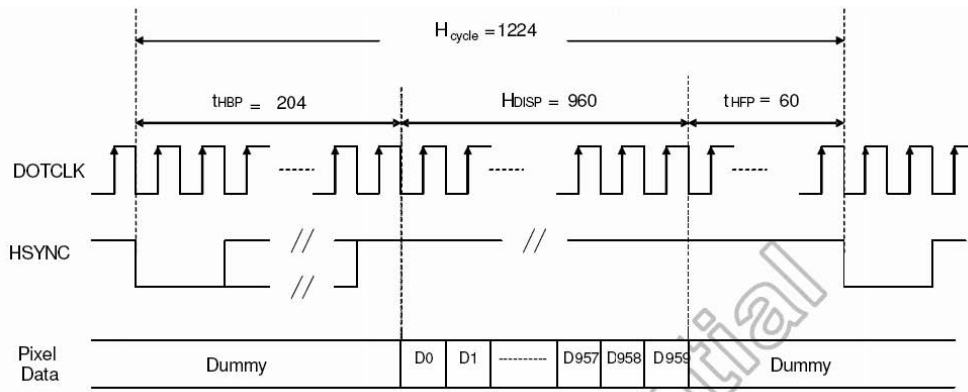 Hcycle =1224
tHBP = 204
HDISP = 960
tHFP = 60
DOTCLK
HSYNC
Pixel Data
Dummy
D0
D1
D957
D958
D959
Dummy